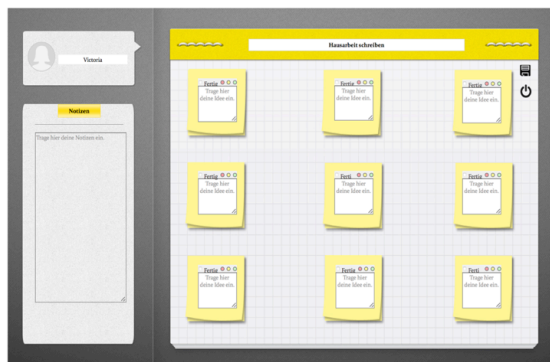 Victoria
Notizen
Trage hier deine Notizen ein.
Hausarbeit schreiben
Fertig
Trage hier
deine Idee ein.
Fertig
Trage hier
deine Idee ein.
Fertig
Trage hier
deine Idee ein.
Fertig
Trage hier
deine Idee ein.
Ferti
Trage hier
deine Idee ein.
Ferti
Trage hier
deine Idee ein.
Fertig
Trage hier
deine Idee ein.
Fertig
Trage hier
deine Idee ein.
Ferti
Trage hier
deine Idee ein.